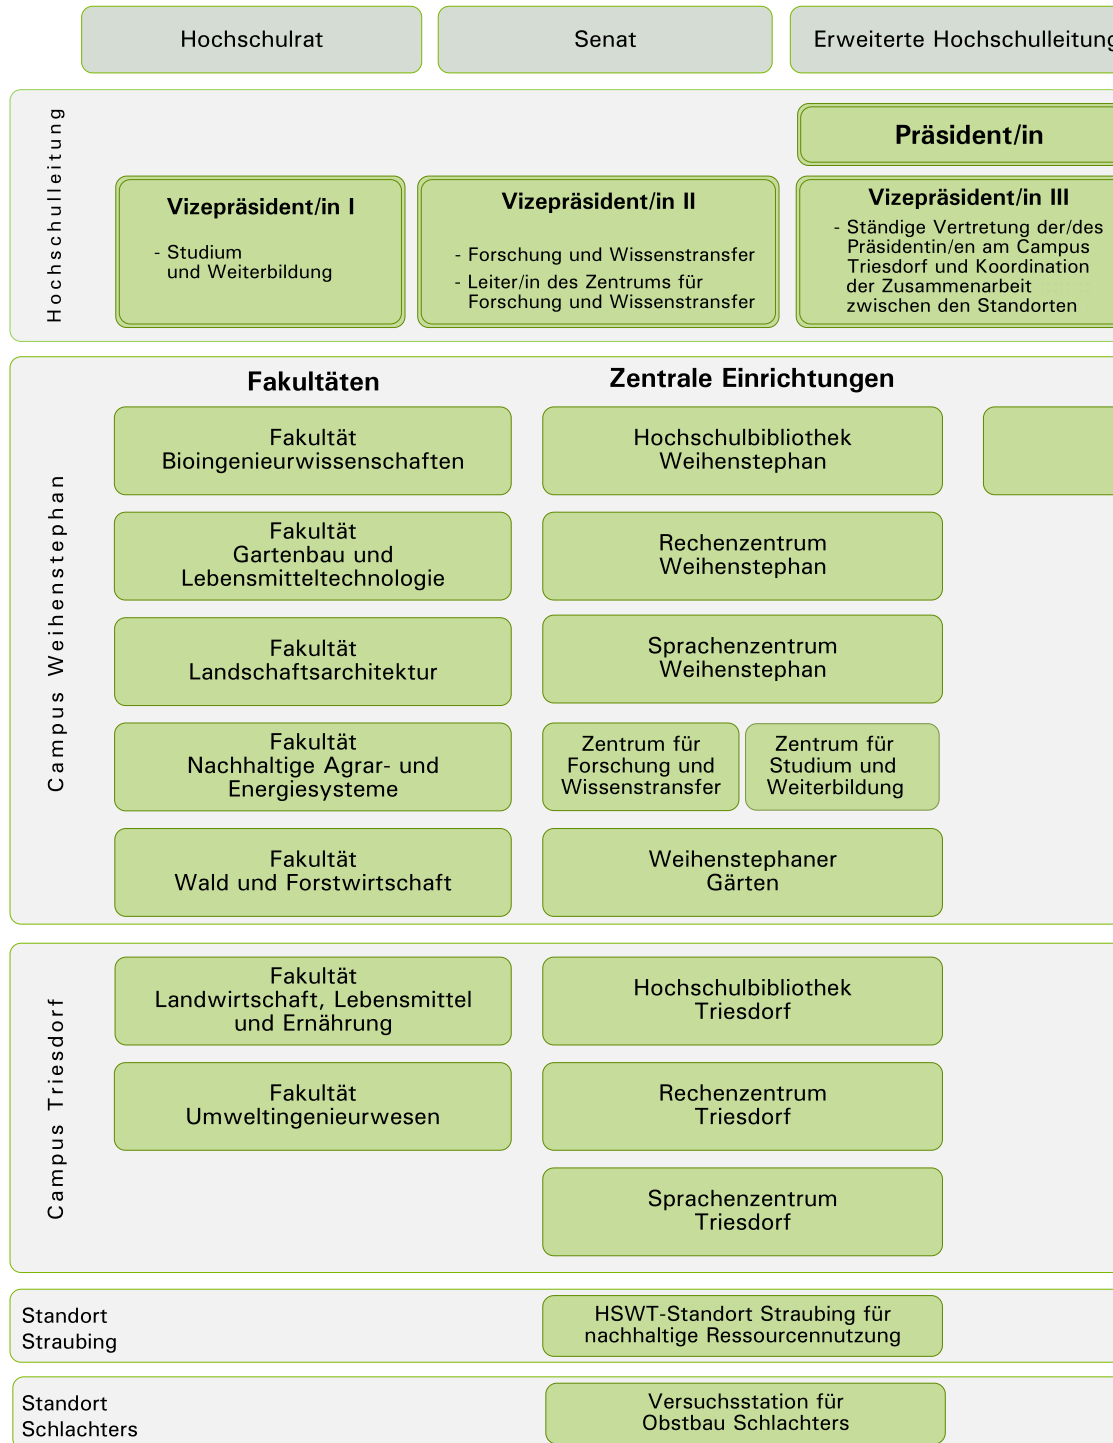 Hochschulrat
Senat
Erweiterte Hochschulleitung
Hochschulleitung
Präsident/in
Vizepräsident/in I
- Studium
und Weiterbildung
Vizepräsident/in II
- Forschung und Wissenstransfer
- Leiter/in des Zentrums für
Forschung und Wissenstransfer
Vizepräsident/in III
- Ständige Vertretung der/des
Präsidentin/en am Campus
Triesdorf und Koordination
der Zusammenarbeit
zwischen den Standorten
Campus Weihenstephan
Fakultäten
Fakultät
Bioingenieurwissenschaften
Fakultät
Gartenbau und
Lebensmitteltechnologie
Fakultät
Landschaftsarchitektur
Fakultät
Nachhaltige Agrar- und
Energiesysteme
Fakultät
Wald und Forstwirtschaft
Zentrale Einrichtungen
Hochschulbibliothek
Weihenstephan
Rechenzentrum
Weihenstephan
Sprachenzentrum
Weihenstephan
Zentrum für
Forschung und
Wissenstransfer
Zentrum für
Studium und
Weiterbildung
Weihenstephaner
Gärten
Campus Triesdorf
Fakultät
Landwirtschaft, Lebensmittel
und Ernährung
Fakultät
Umweltingenieurwesen
Hochschulbibliothek
Triesdorf
Rechenzentrum
Triesdorf
Sprachenzentrum
Triesdorf
Standort
Straubing
HSWT-Standort Straubing für
nachhaltige Ressourcennutzung
Standort
Schlachters
Versuchsstation für
Obstbau Schlachters